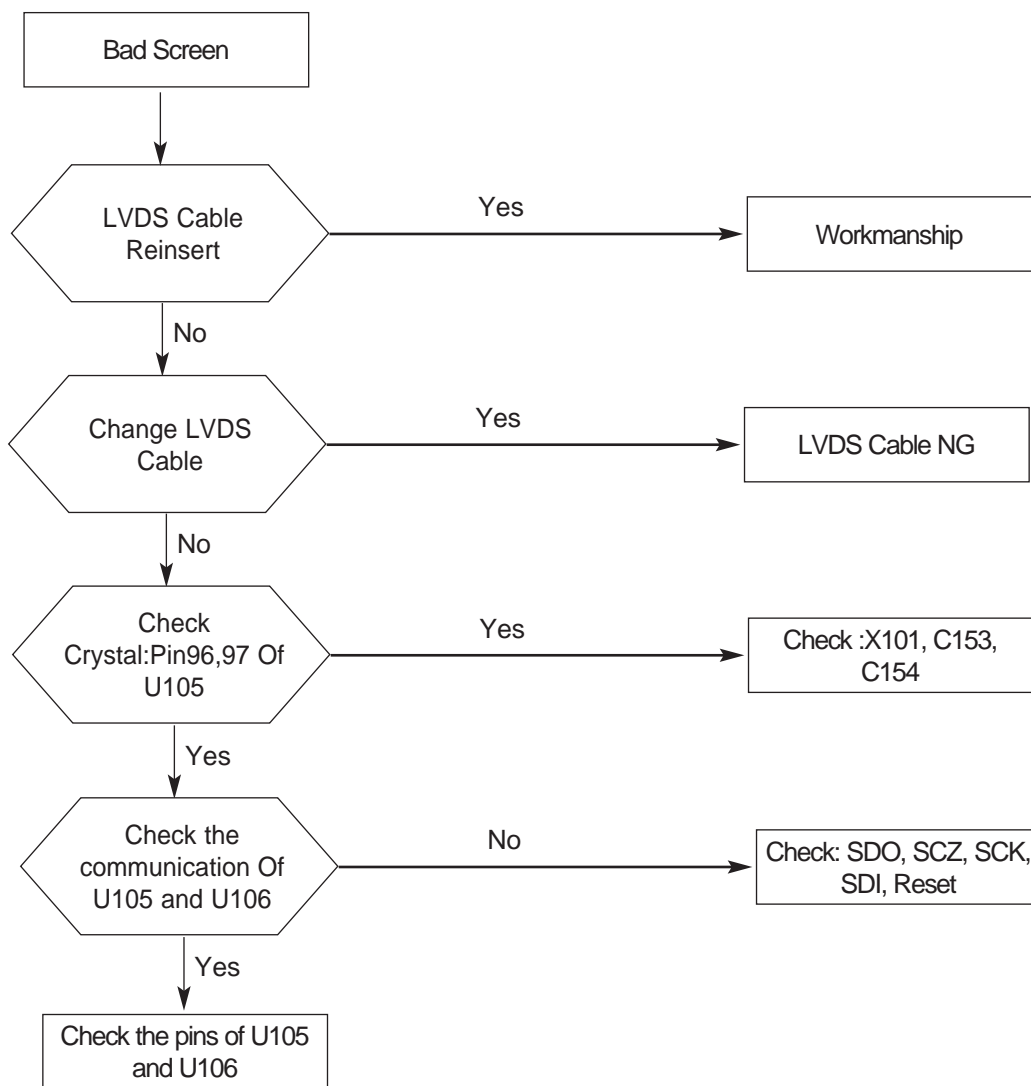 Bad Screen
LVDS Cable
Reinsert
Yes
Workmanship
No
Change LVDS
Cable
Yes
LVDS Cable NG
No
Check
Crystal:Pin96,97 Of
U105
Yes
Check :X101, C153,
C154
Yes
Check the
communication Of
U105 and U106
No
Check: SDO, SCZ, SCK,
SDI, Reset
Yes
Check the pins of U105
and U106